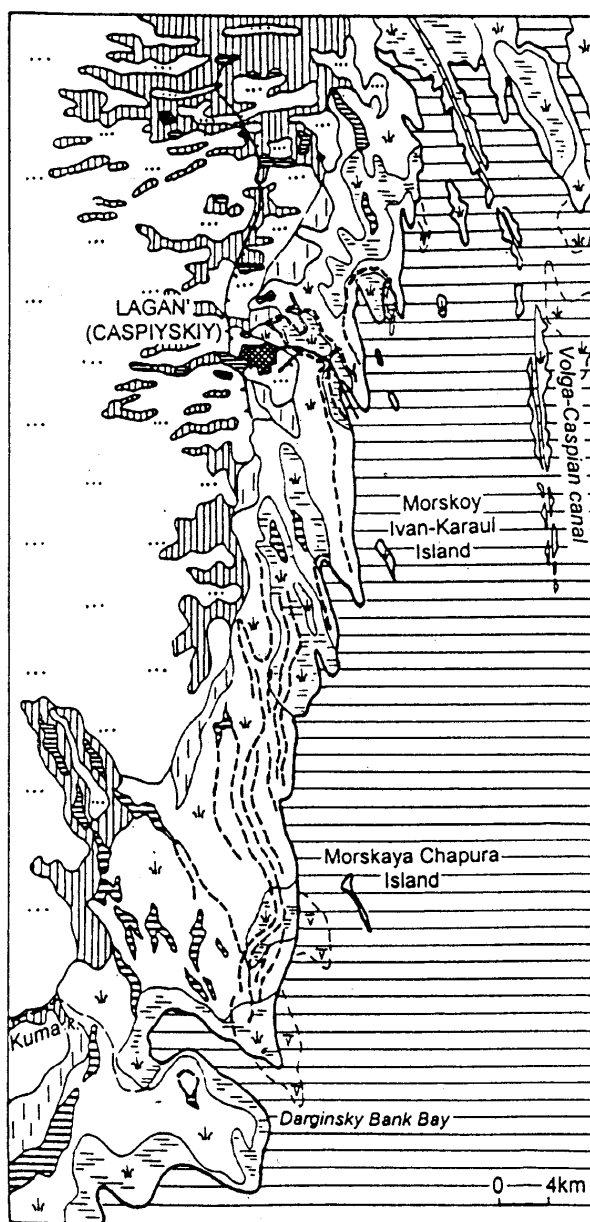 LAGAN'
(CASPIYSKIY)
Volga-Caspian canal
Morskoy
Ivan-Karaul
Island
Morskaya Chapura
Island
Kuma R.
Darginsky Bank Bay
0 4km